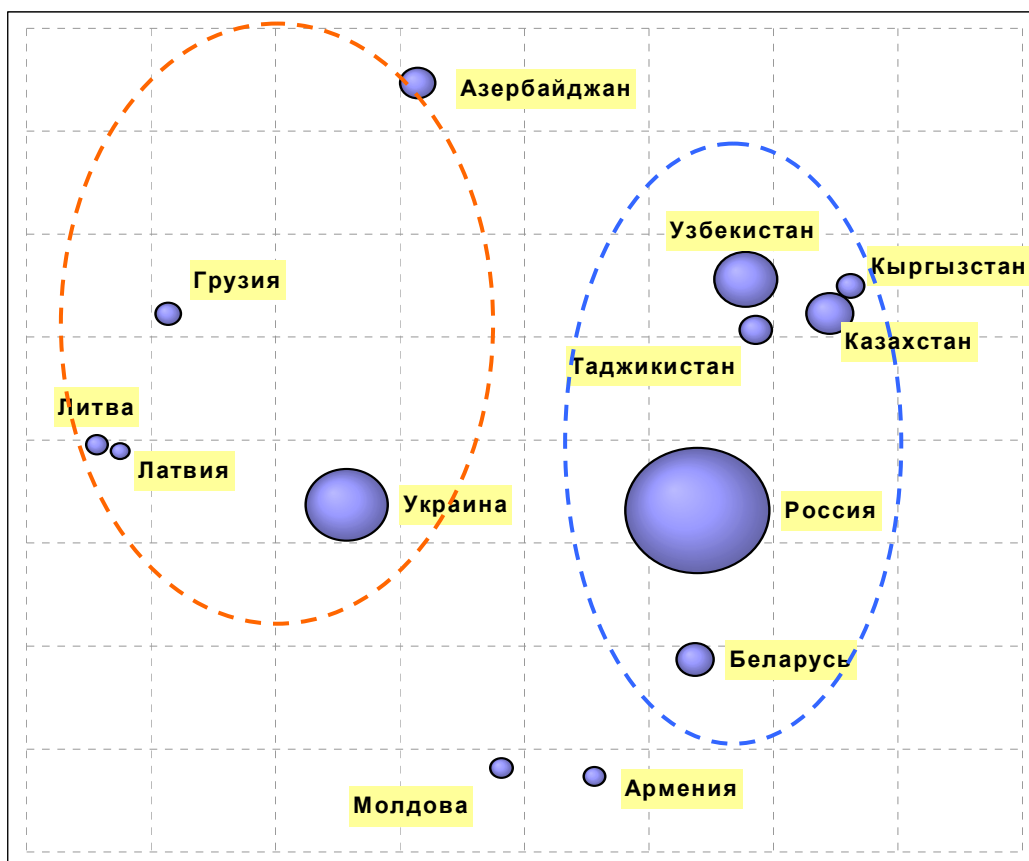 Азербайджан
Узбекистан
Кыргызстан
Грузия
Казахстан
Таджикистан
Литва
Латвия
Украина
Россия
Беларусь
Армения
Молдова